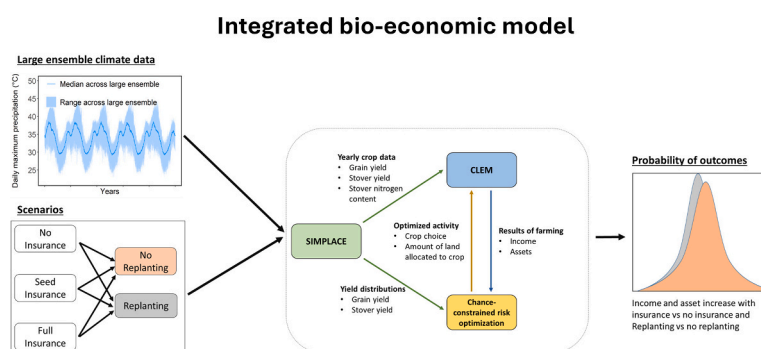 Integrated bio-economic model
Large ensemble climate data
Daily maximum precipitation (°C)
50
45
40
35
30
25
Median across large ensemble
Range across large ensemble
Years
Scenarios
No
Insurance
Seed
Insurance
Full
Insurance
No
Replanting
Replanting
SIMPLACE
Yearly crop data
• Grain yield
• Stover yield
• Stover nitrogen
content
CLEM
Optimized activity
• Crop choice
• Amount of land
allocated to crop
Results of farming
• Income
• Assets
Yield distributions
• Grain yield
• Stover yield
Chance-
constrained risk
optimization
Probability of outcomes
Income and asset increase with
insurance vs no insurance and
Replanting vs no replanting